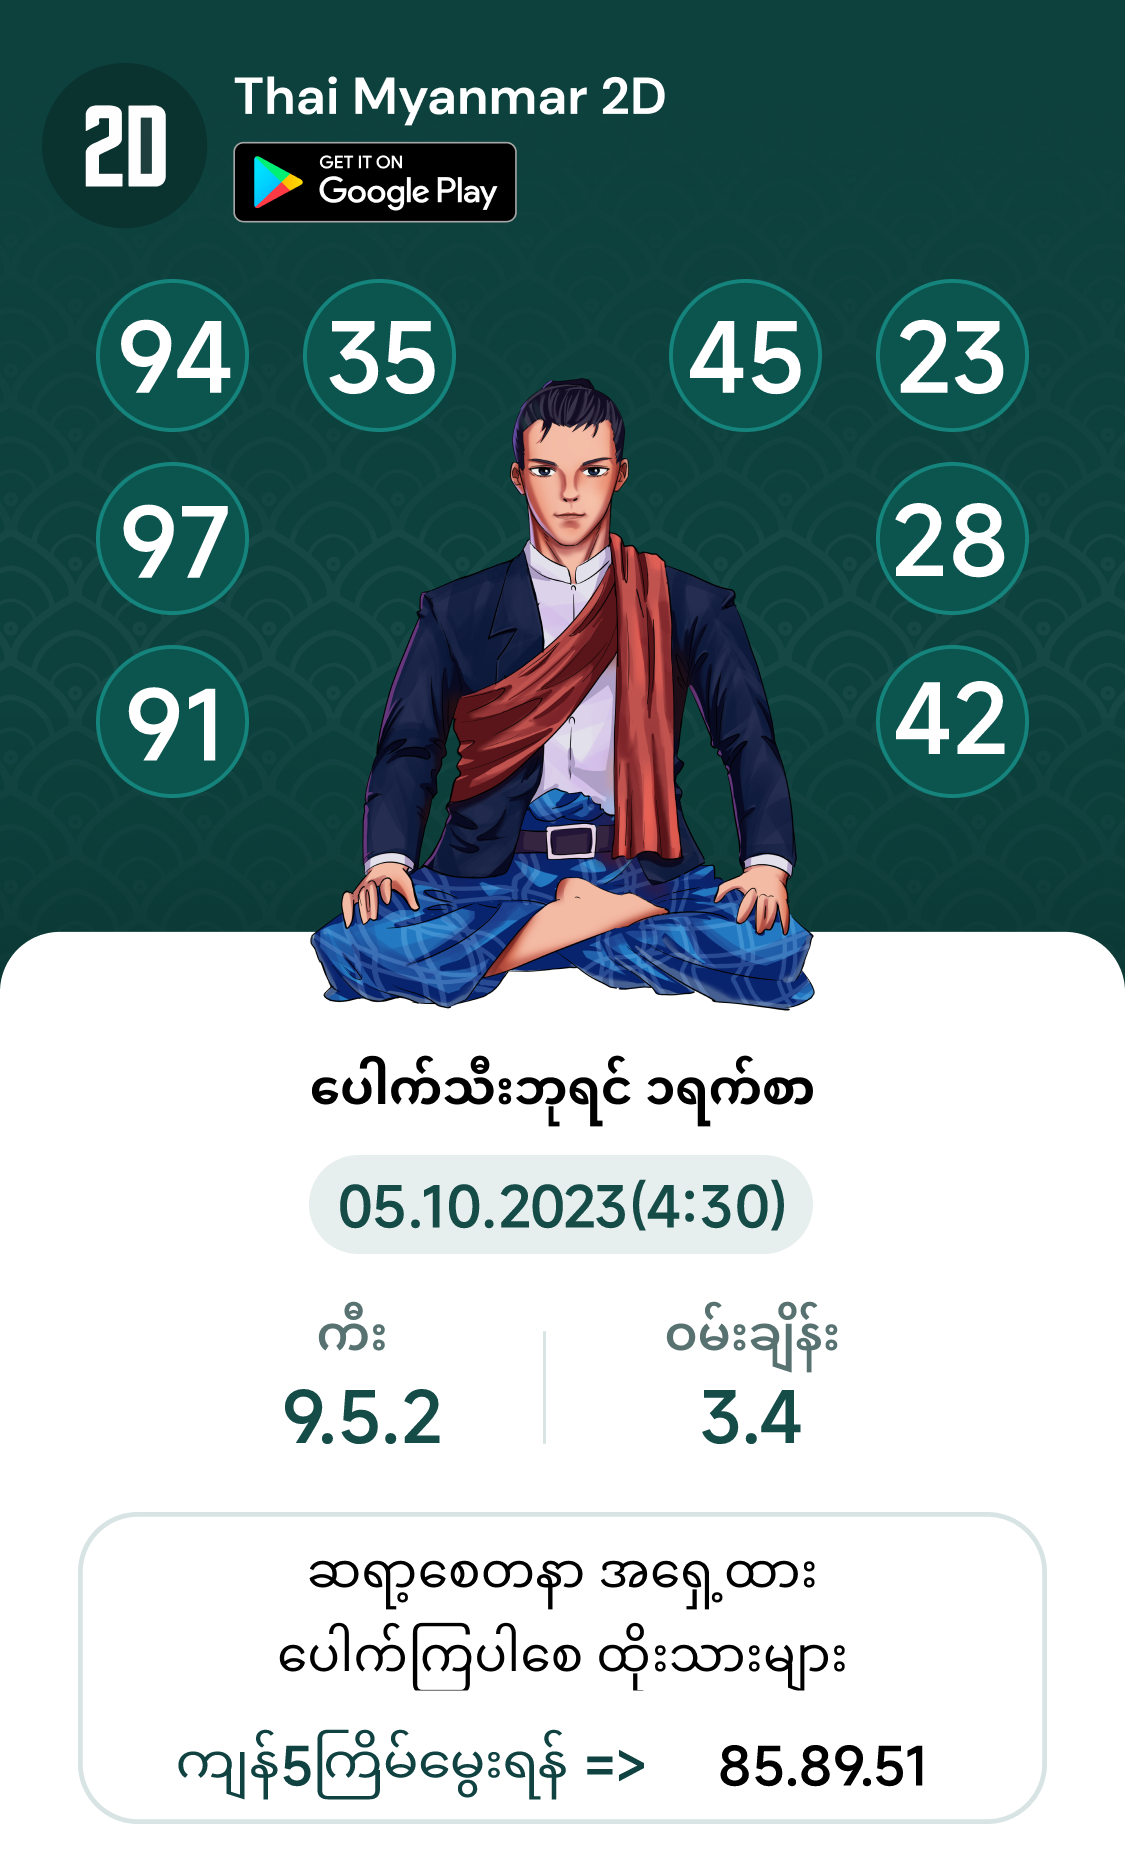 2D
Thai Myanmar 2D
GET IT ON
Google Play
94 35 45 23
97 28
91 42
ပေါက်သီးဘုရင် ၁ရက်စာ
05.10.2023(4:30)
ကီး ဝမ်းချိန်း
9.5.2 3.4
ဆရာ့စေတနာ အရှေ့ထား
ပေါက်ကြပါစေ ထိုးသားများ
ကျန်5ကြိမ်မွေးရန် => 85.89.51